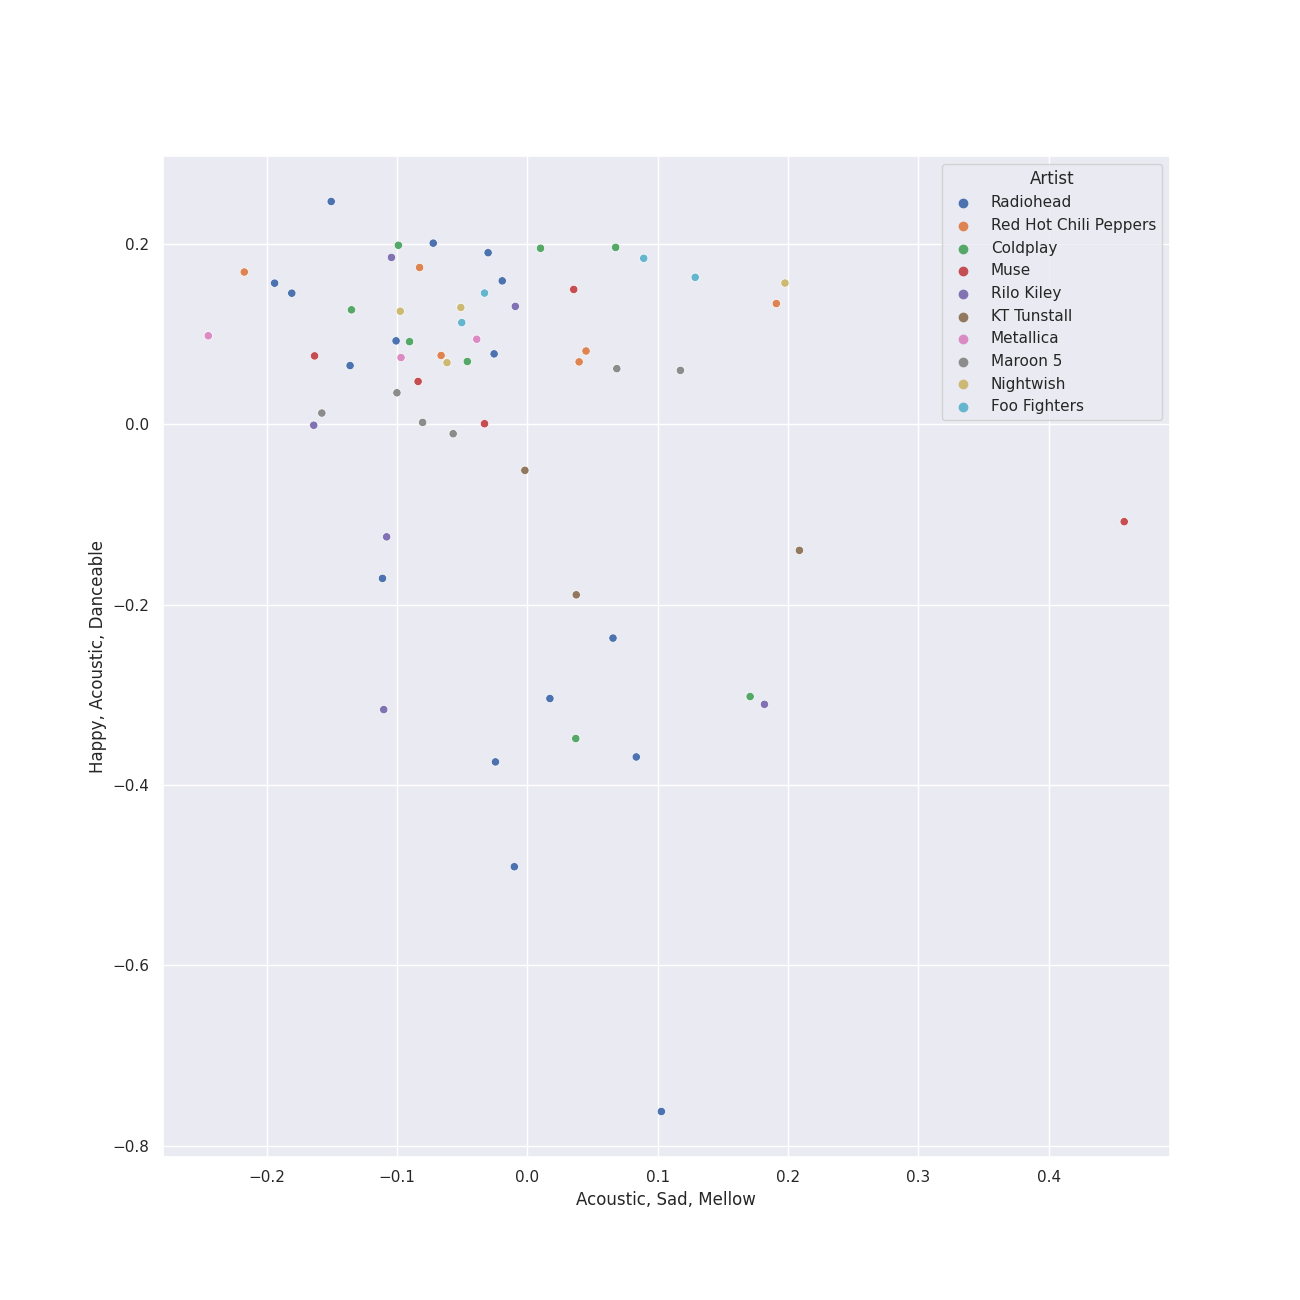 Artist
Radiohead
Red Hot Chili Peppers
Coldplay
Muse
Rilo Kiley
KT Tunstall
Metallica
Maroon 5
Nightwish
Foo Fighters
0.2
0.0
−0.2
−0.4
−0.6
−0.8
Happy, Acoustic, Danceable
−0.2 −0.1 0.0 0.1 0.2 0.3 0.4
Acoustic, Sad, Mellow